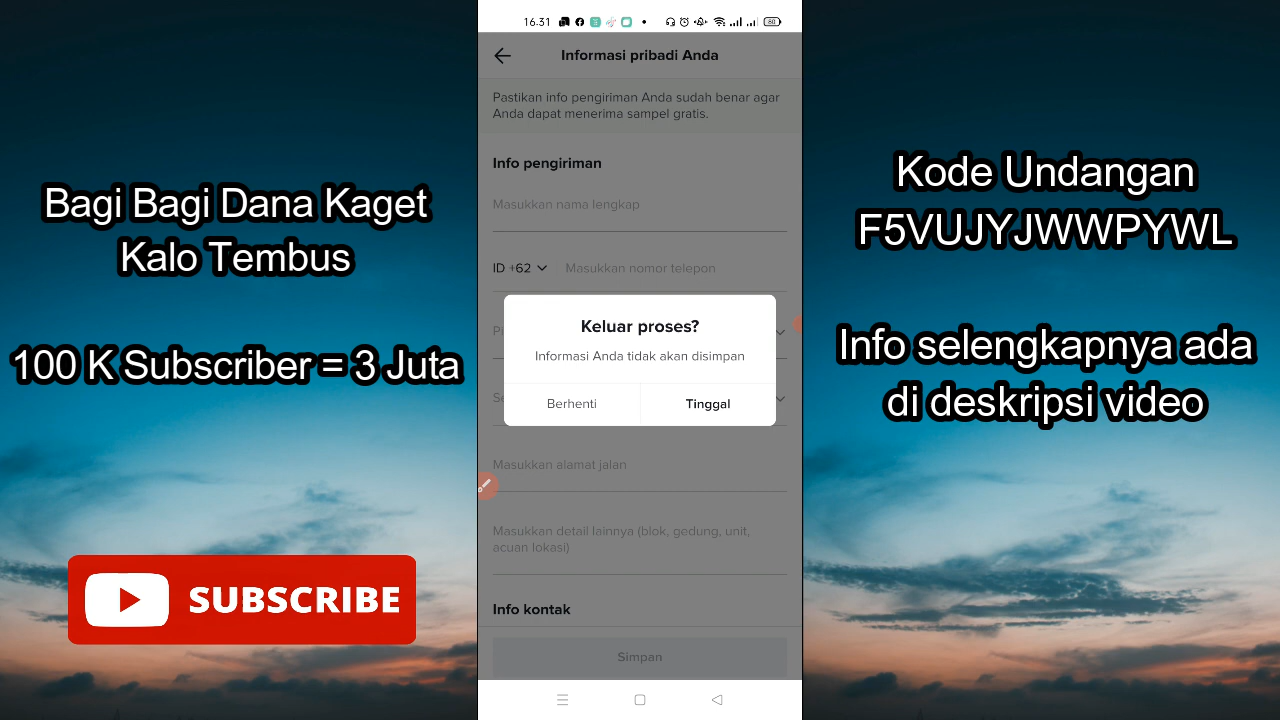 Bagi Bagi Dana Kaget
Kalo Tembus
100 K Subscriber = 3 Juta
SUBSCRIBE
16.31
80
Informasi pribadi Anda
Pastikan info pengiriman Anda sudah benar agar
Anda dapat menerima sampel gratis.
Info pengiriman
Masukkan nama lengkap
ID +62 Masukkan nomor telepon
Keluar proses?
Informasi Anda tidak akan disimpan
Berhenti Tinggal
Masukkan alamat jalan
Masukkan detail lainnya (blok, gedung, unit,
acuan lokasi)
Info kontak
Simpan
Kode Undangan
F5VUJYJWWPYWL
Info selengkapnya ada
di deskripsi video